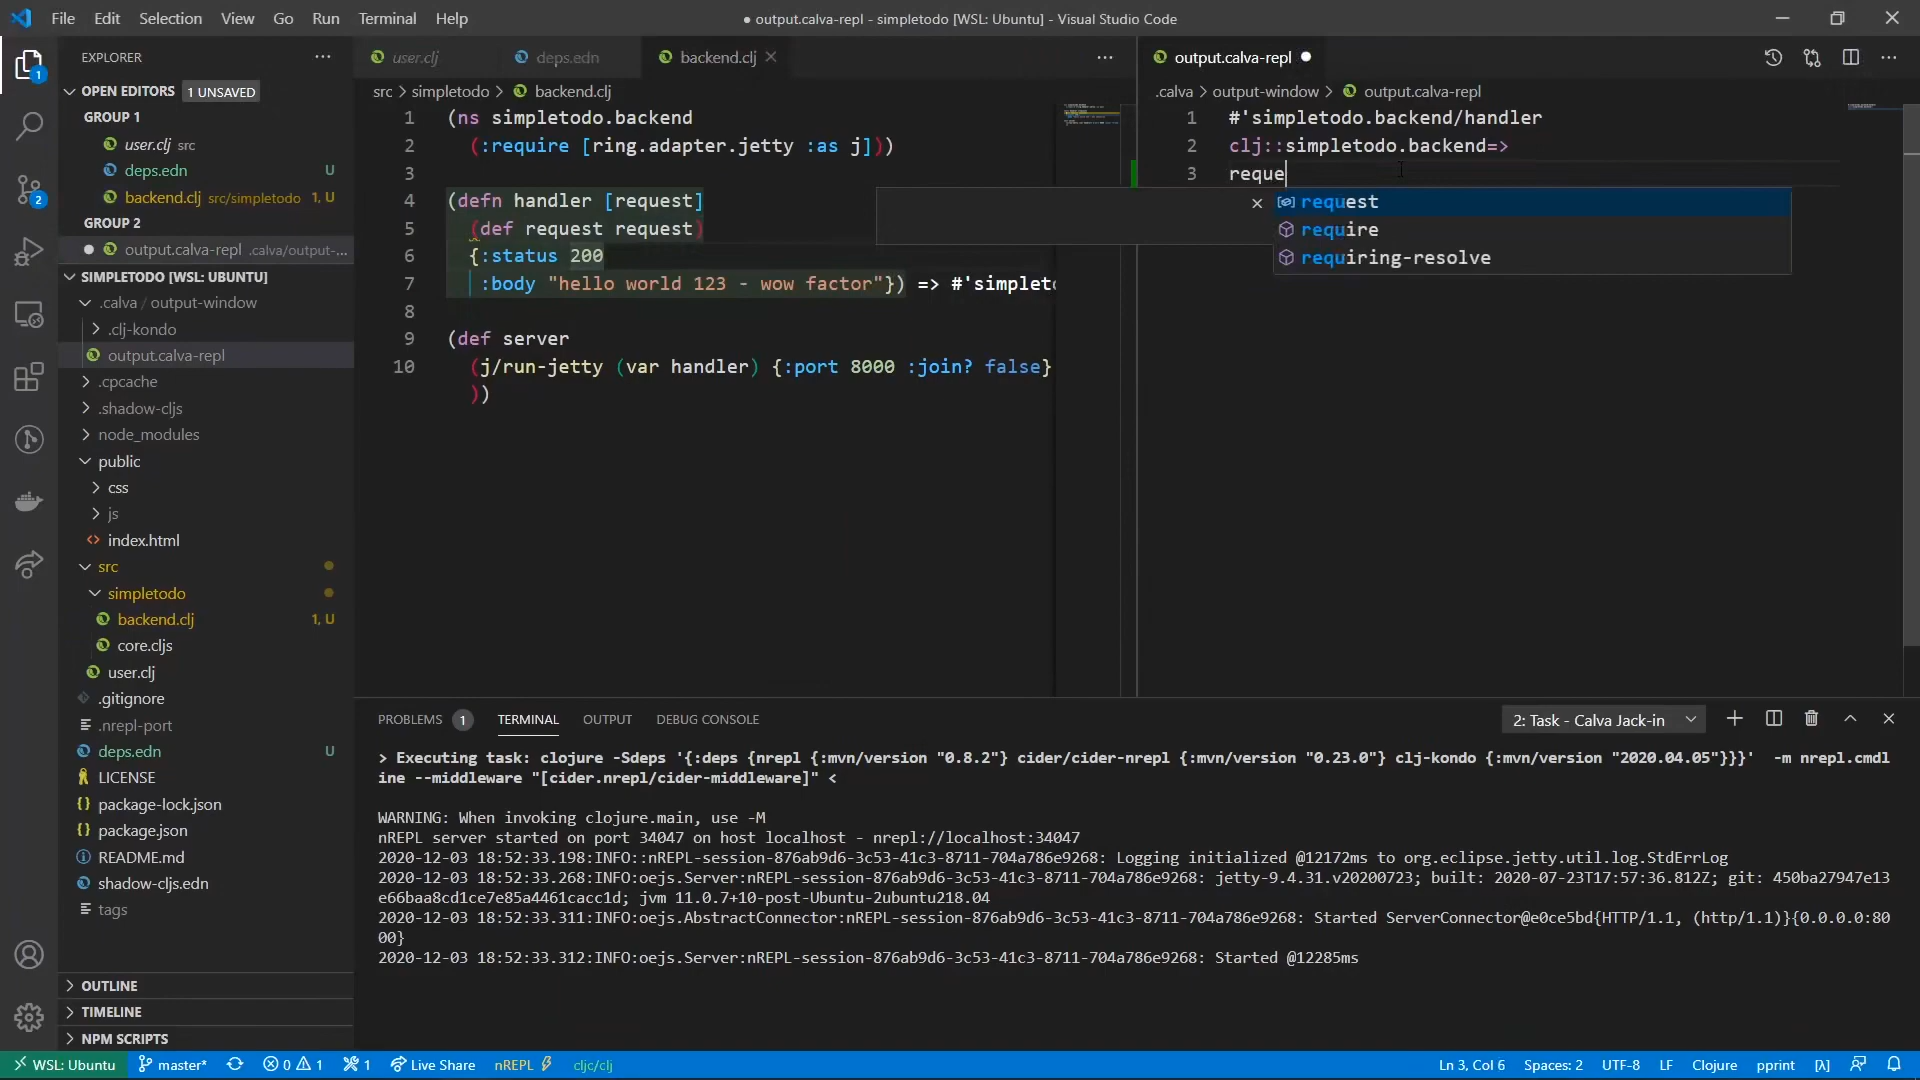 File Edit Selection View Go Run Terminal Help
● output.calva-repl - simpletodo [WSL: Ubuntu] - Visual Studio Code
EXPLORER
OPEN EDITORS 1 UNSAVED
GROUP 1
user.clj src
deps.edn U
backend.clj src/simpletodo 1, U
GROUP 2
output.calva-repl .calva/output-...
SIMPLETODO [WSL: UBUNTU]
.calva / output-window
.clj-kondo
output.calva-repl
.cpcache
.shadow-cljs
node_modules
public
css
js
index.html
src
simpletodo
backend.clj 1, U
core.cljs
user.clj
.gitignore
.nrepl-port
deps.edn U
LICENSE
package-lock.json
package.json
README.md
shadow-cljs.edn
tags
OUTLINE
TIMELINE
NPM SCRIPTS
user.clj deps.edn backend.clj
src > simpletodo > backend.clj
1 (ns simpletodo.backend
2 (:require [ring.adapter.jetty :as j]))
3
4 (defn handler [request]
5 (def request request)
6 {:status 200
7 :body "hello world 123 - wow factor"}) => #'simplet
8
9 (def server
10 (j/run-jetty (var handler) {:port 8000 :join? false}
))
output.calva-repl
.calva > output-window > output.calva-repl
1 #'simpletodo.backend/handler
2 clj::simpletodo.backend=>
3 reque
request
require
requiring-resolve
PROBLEMS 1 TERMINAL OUTPUT DEBUG CONSOLE
2: Task - Calva Jack-in
> Executing task: clojure -Sdeps '{:deps {nrepl {:mvn/version "0.8.2"} cider/cider-nrepl {:mvn/version "0.23.0"} clj-kondo {:mvn/version "2020.04.05"}}}' -m nrepl.cmdl
ine --middleware "[cider.nrepl/cider-middleware]" <
WARNING: When invoking clojure.main, use -M
nREPL server started on port 34047 on host localhost - nrepl://localhost:34047
2020-12-03 18:52:33.198:INFO::nREPL-session-876ab9d6-3c53-41c3-8711-704a786e9268: Logging initialized @12172ms to org.eclipse.jetty.util.log.StdErrLog
2020-12-03 18:52:33.268:INFO:oejs.Server:nREPL-session-876ab9d6-3c53-41c3-8711-704a786e9268: jetty-9.4.31.v20200723; built: 2020-07-23T17:57:36.812Z; git: 450ba27947e13
e66baa8cd1ce7e85a4461cacc1d; jvm 11.0.7+10-post-Ubuntu-2ubuntu218.04
2020-12-03 18:52:33.311:INFO:oejs.AbstractConnector:nREPL-session-876ab9d6-3c53-41c3-8711-704a786e9268: Started ServerConnector@e0ce5bd{HTTP/1.1, (http/1.1)}{0.0.0.0:80
00}
2020-12-03 18:52:33.312:INFO:oejs.Server:nREPL-session-876ab9d6-3c53-41c3-8711-704a786e9268: Started @12285ms
WSL: Ubuntu master* 0 1 1 Live Share nREPL cljc/clj Ln 3, Col 6 Spaces: 2 UTF-8 LF Clojure pprint [λ]